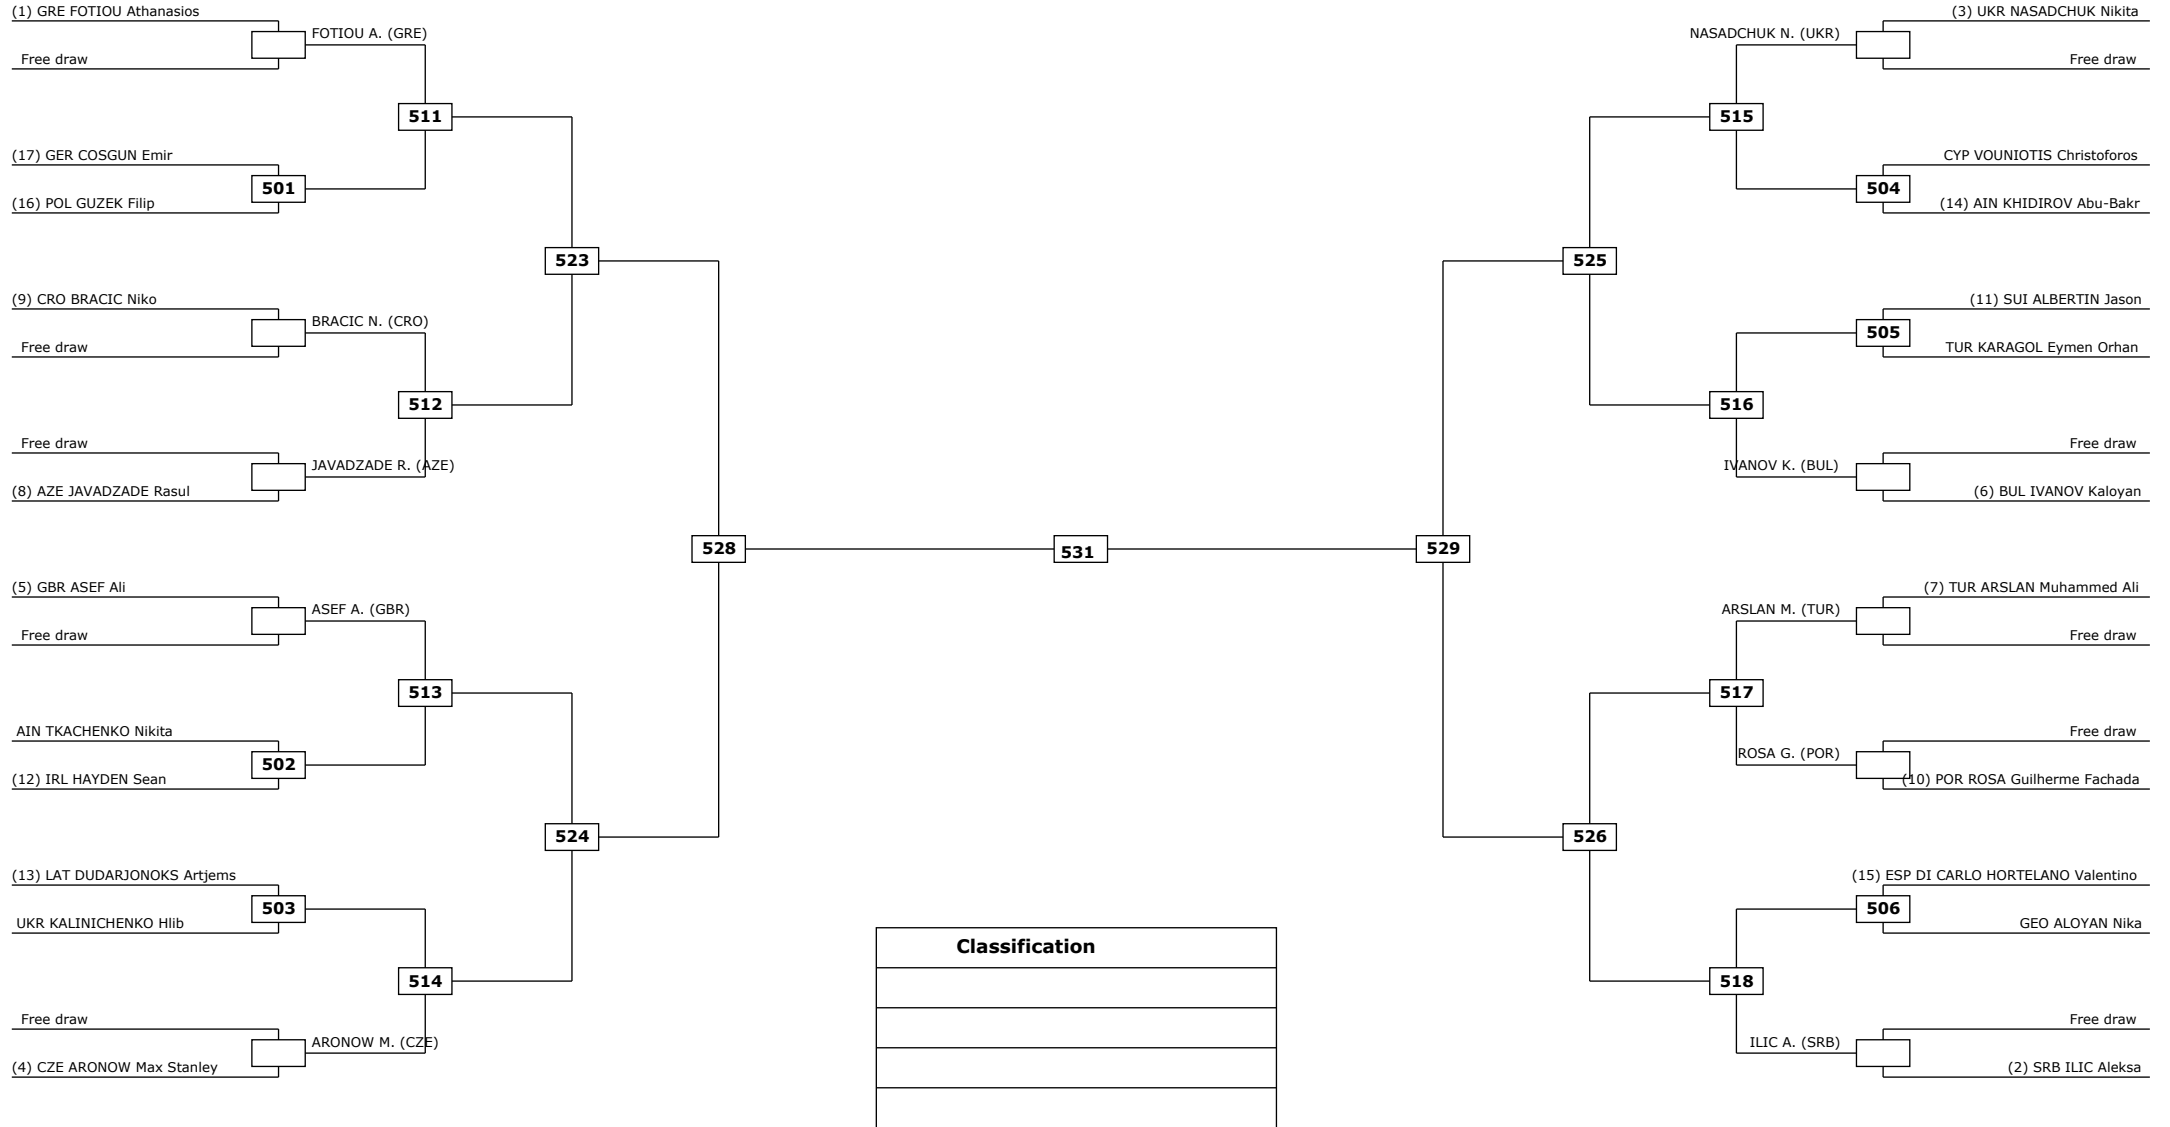 (1) GRE FOTIOU Athanasios
FOTIOU A. (GRE)
Free draw
511
(17) GER COSGUN Emir
501
(16) POL GUZEK Filip
523
(9) CRO BRACIC Niko
BRACIC N. (CRO)
Free draw
512
Free draw
JAVADZADE R. (AZE)
(8) AZE JAVADZADE Rasul
528
(5) GBR ASEF Ali
ASEF A. (GBR)
Free draw
513
AIN TKACHENKO Nikita
502
(12) IRL HAYDEN Sean
524
(13) LAT DUDARJONOKS Artjems
503
UKR KALINICHENKO Hlib
514
Free draw
ARONOW M. (CZE)
(4) CZE ARONOW Max Stanley
531
(3) UKR NASADCHUK Nikita
NASADCHUK N. (UKR)
Free draw
515
CYP VOUNIOTIS Christoforos
504
(14) AIN KHIDIROV Abu-Bakr
525
(11) SUI ALBERTIN Jason
505
TUR KARAGOL Eymen Orhan
516
Free draw
IVANOV K. (BUL)
(6) BUL IVANOV Kaloyan
529
(7) TUR ARSLAN Muhammed Ali
ARSLAN M. (TUR)
Free draw
517
Free draw
ROSA G. (POR)
(10) POR ROSA Guilherme Fachada
526
(15) ESP DI CARLO HORTELANO Valentino
506
GEO ALOYAN Nika
518
Free draw
ILIC A. (SRB)
(2) SRB ILIC Aleksa
Classification